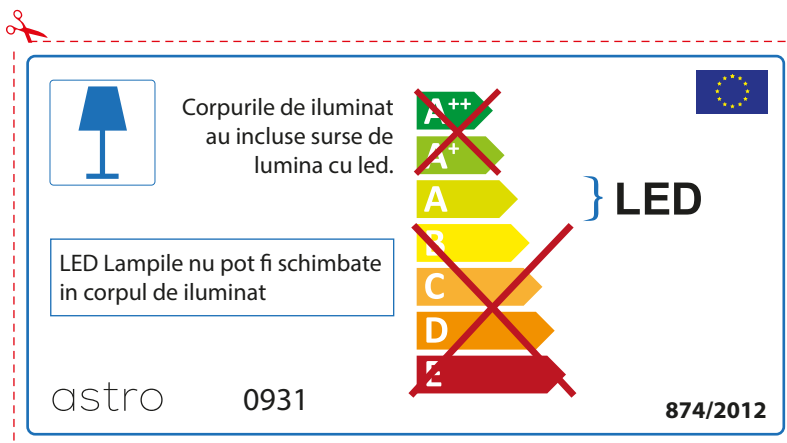 Corpurile de iluminat
au incluse surse de
lumina cu led.
A++
A+
A
B
C
D
E
LED
LED Lampile nu pot fi schimbate
in corpul de iluminat
astro
0931
874/2012